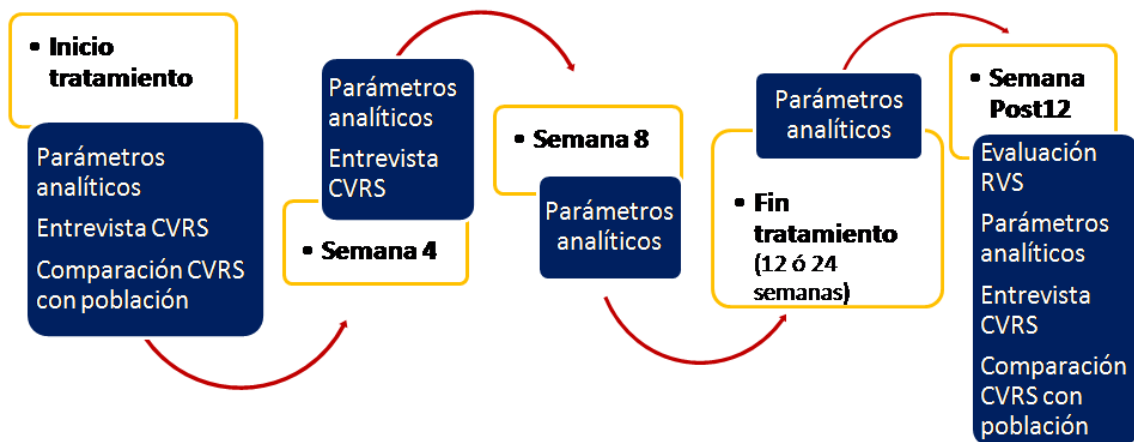 ▪ Inicio
tratamiento
Parámetros
analíticos
Entrevista CVRS
Comparación CVRS
con población
Parámetros
analíticos
Entrevista
CVRS
▪ Semana 4
▪ Semana 8
Parámetros
analíticos
Parámetros
analíticos
▪ Fin
tratamiento
(12 ó 24
semanas)
▪ Semana
Post12
Evaluación
RVS
Parámetros
analíticos
Entrevista
CVRS
Comparación
CVRS con
población